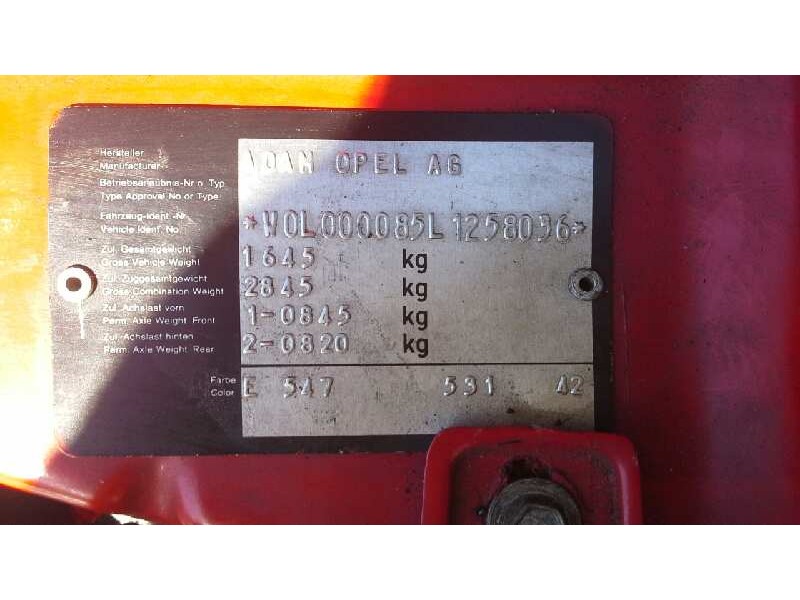 Hersteller
Manufacturer
ADAM OPEL AG
Betriebserlaubnis-Nr o. Typ
Type Approval No or Type
Fahrzeug-Ident.-Nr.
Vehicle Ident. No.
*W0L000085L1258036*
Zul. Gesamtgewicht
Gross Vehicle Weight
1645 kg
Zul. Zuggesamtgewicht
Gross Combination Weight
2845 kg
Zul. Achslast vorn
Perm. Axle Weight Front
1-0845 kg
Zul. Achslast hinten
Perm. Axle Weight Rear
2-0820 kg
Farbe
Color
E 547 531 42